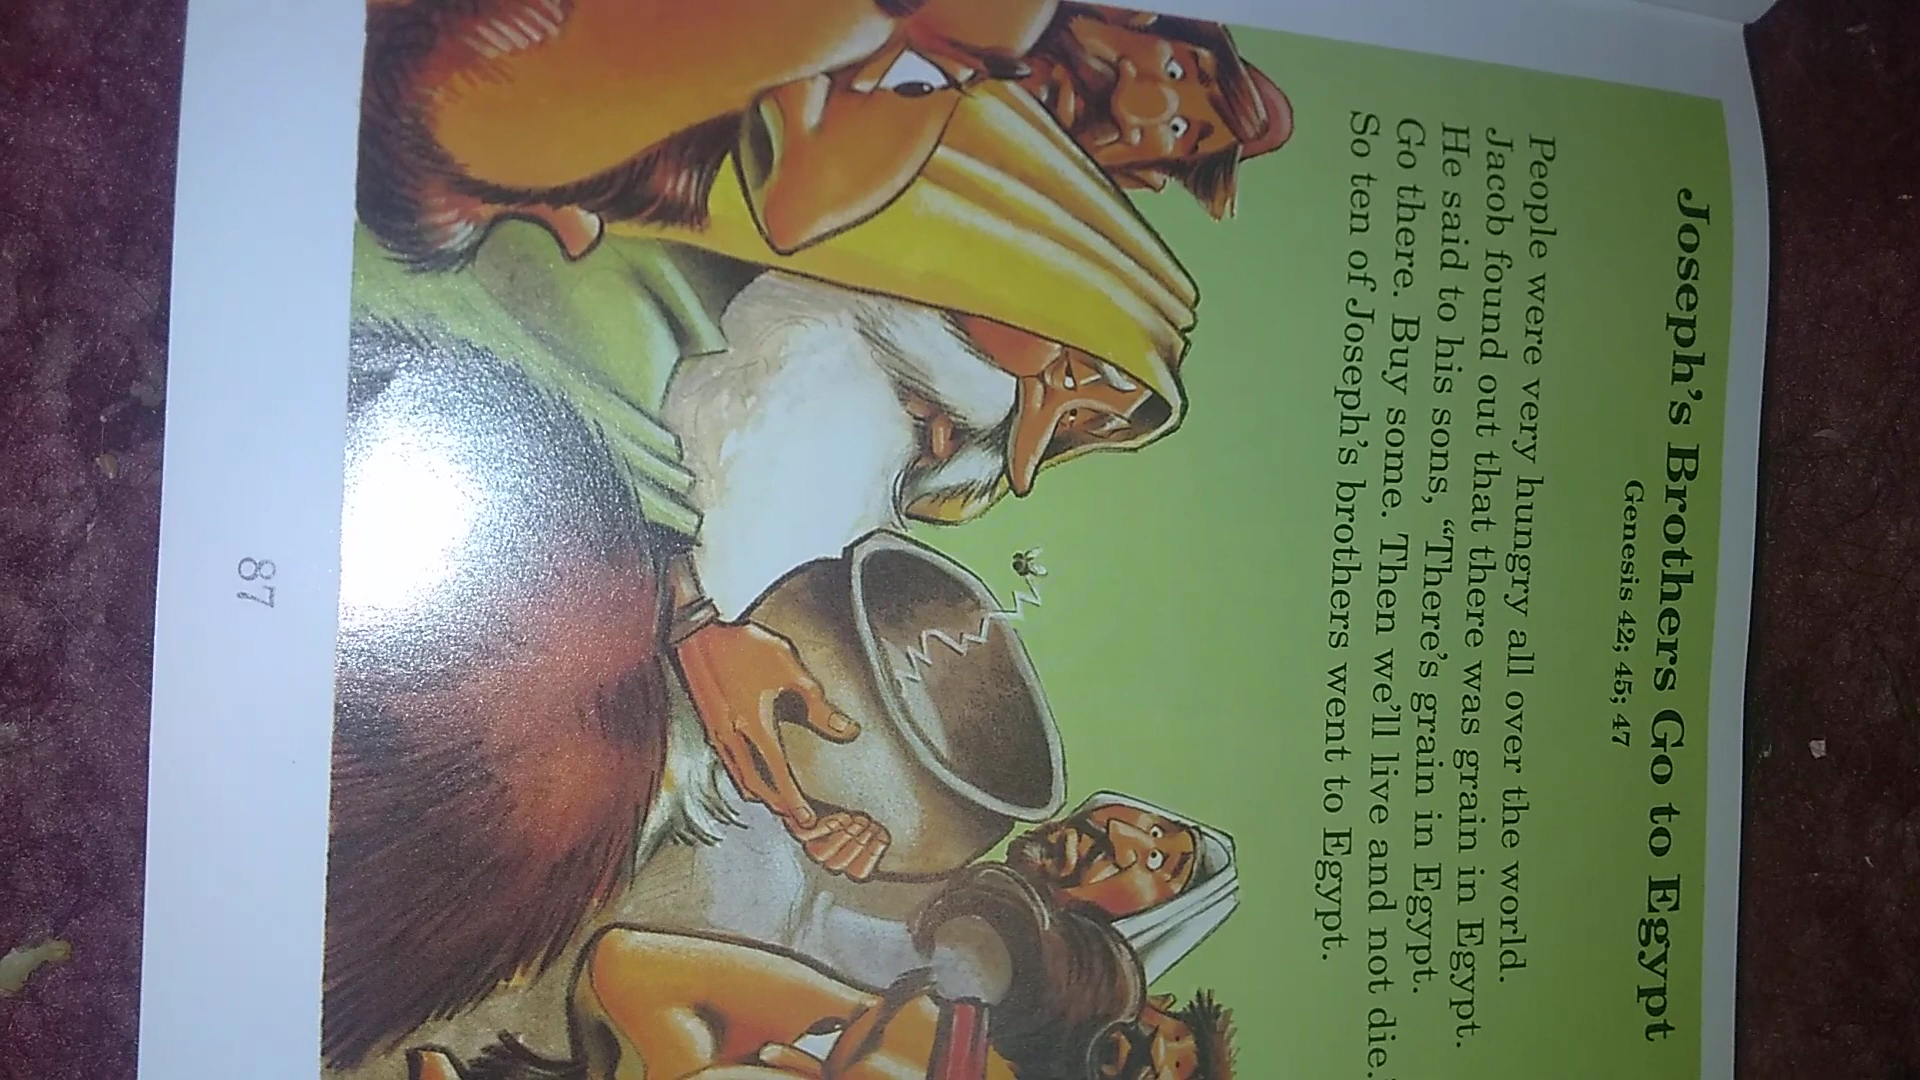 Joseph's Brothers Go to Egypt
Genesis 42; 45; 47
People were very hungry all over the world.
Jacob found out that there was grain in Egypt.
He said to his sons, “There's grain in Egypt.
Go there. Buy some. Then we'll live and not die.”
So ten of Joseph's brothers went to Egypt.
87